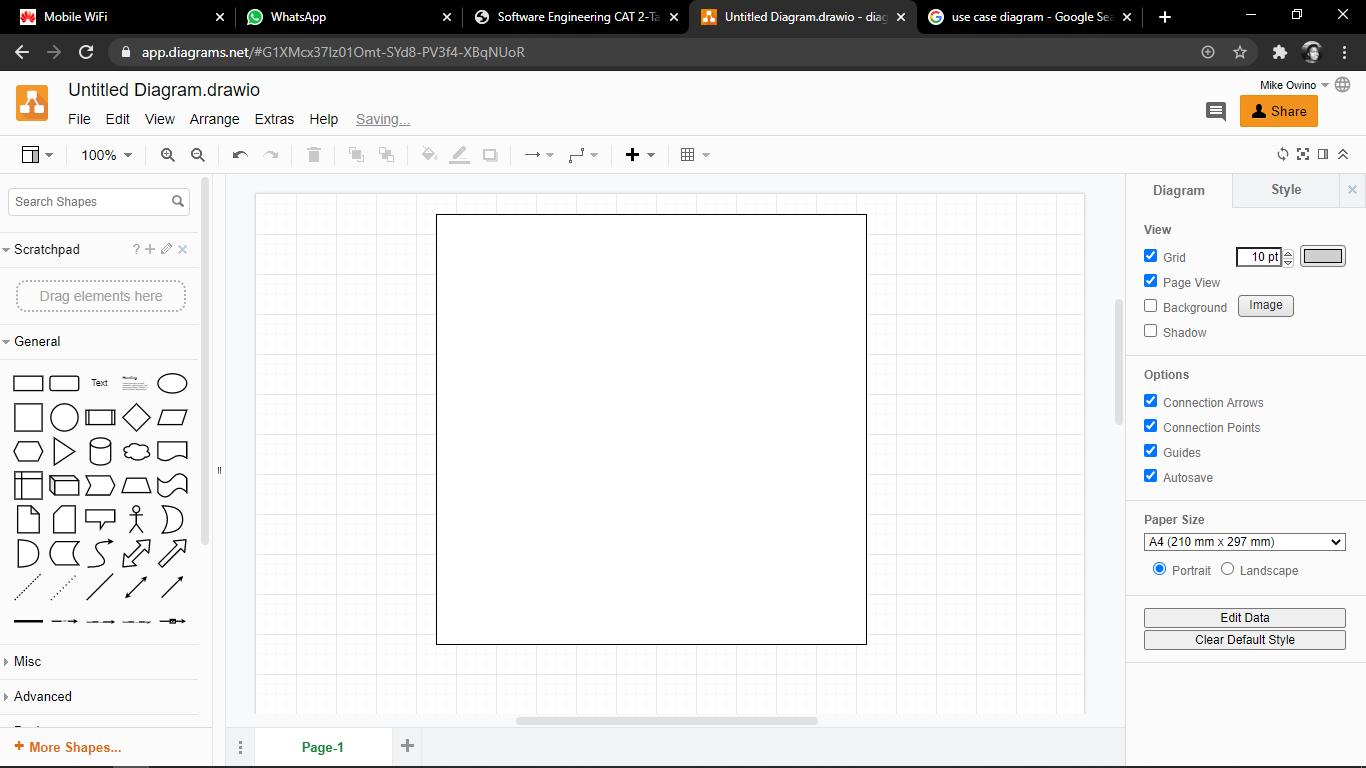 Mobile WiFi
WhatsApp
Software Engineering CAT 2-Ta
Untitled Diagram.drawio - diag
use case diagram - Google Sea
app.diagrams.net/#G1XMcx37Iz01Omt-SYd8-PV3f4-XBqNUoR
Untitled Diagram.drawio
Mike Owino
File Edit View Arrange Extras Help Saving...
Share
100%
Search Shapes
Scratchpad
?
Drag elements here
General
Text
Heading
Misc
Advanced
+ More Shapes...
Page-1
Diagram
Style
View
Grid
10 pt
Page View
Background
Image
Shadow
Options
Connection Arrows
Connection Points
Guides
Autosave
Paper Size
A4 (210 mm x 297 mm)
Portrait
Landscape
Edit Data
Clear Default Style